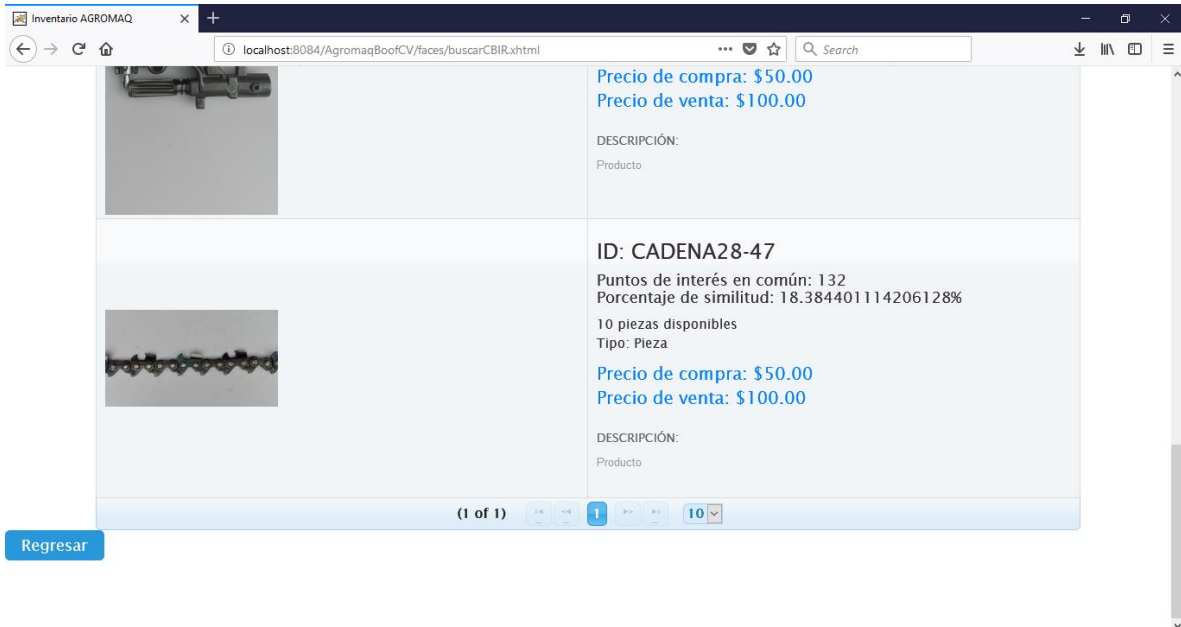 Inventario AGROMAQ
localhost:8084/AgromaqBoofCV/faces/buscarCBIR.xhtml
Search
Precio de compra: $50.00
Precio de venta: $100.00
DESCRIPCIÓN:
Producto
ID: CADENA28-47
Puntos de interés en común: 132
Porcentaje de similitud: 18.384401114206128%
10 piezas disponibles
Tipo: Pieza
Precio de compra: $50.00
Precio de venta: $100.00
DESCRIPCIÓN:
Producto
(1 of 1) 1 10
Regresar